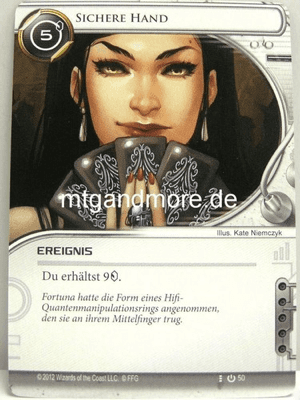 SICHERE HAND
5
mtgandmore.de
Illus. Kate Niemczyk
EREIGNIS
Du erhältst 9.
Fortuna hatte die Form eines Hifi-
Quantenmanipulationsrings angenommen,
den sie an ihrem Mittelfinger trug.
©2012 Wizards of the Coast LLC. © FFG
50